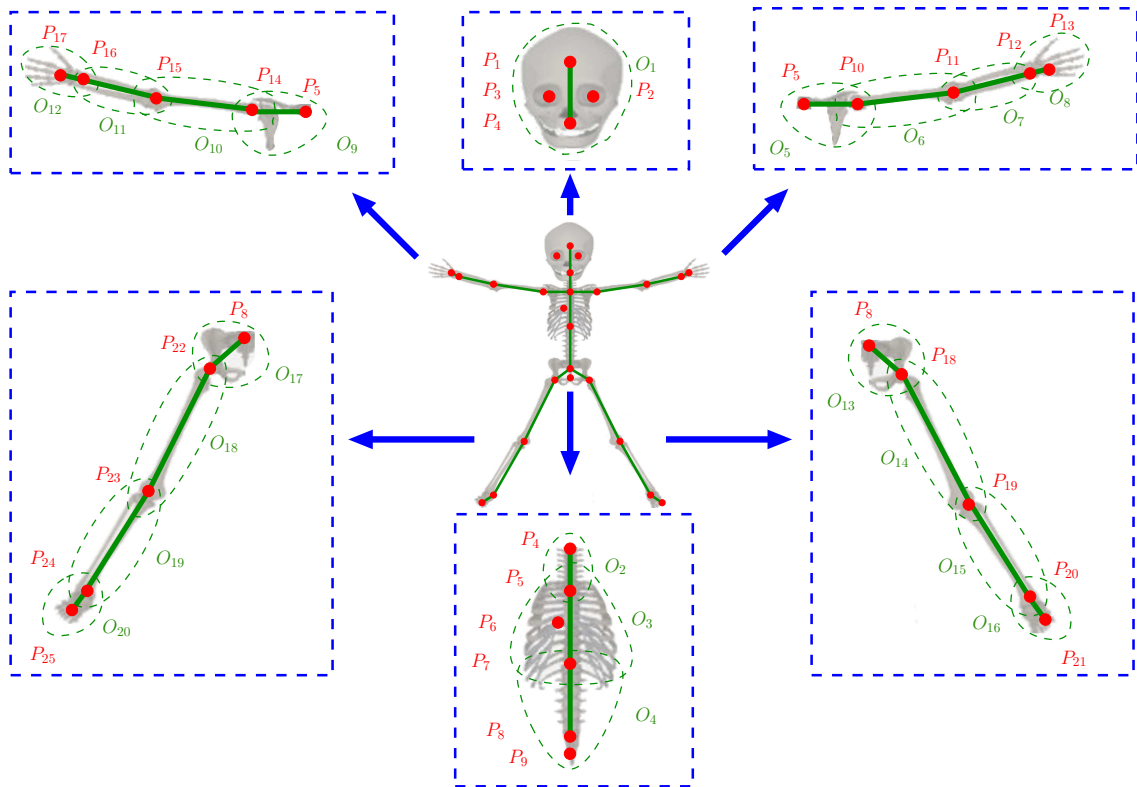 P₁₇
P₁₆
P₁₅
P₁₄
P₅
O₁₂
O₁₁
O₁₀
O₉
P₁
O₁
P₃
P₂
P₄
P₁₃
P₁₂
P₁₁
P₁₀
P₅
O₈
O₇
O₆
O₅
P₈
P₂₂
O₁₇
O₁₈
P₂₃
O₁₉
P₂₄
O₂₀
P₂₅
P₈
P₁₈
O₁₃
O₁₄
P₁₉
O₁₅
P₂₀
O₁₆
P₂₁
P₄
O₂
P₅
P₆
O₃
P₇
O₄
P₈
P₉